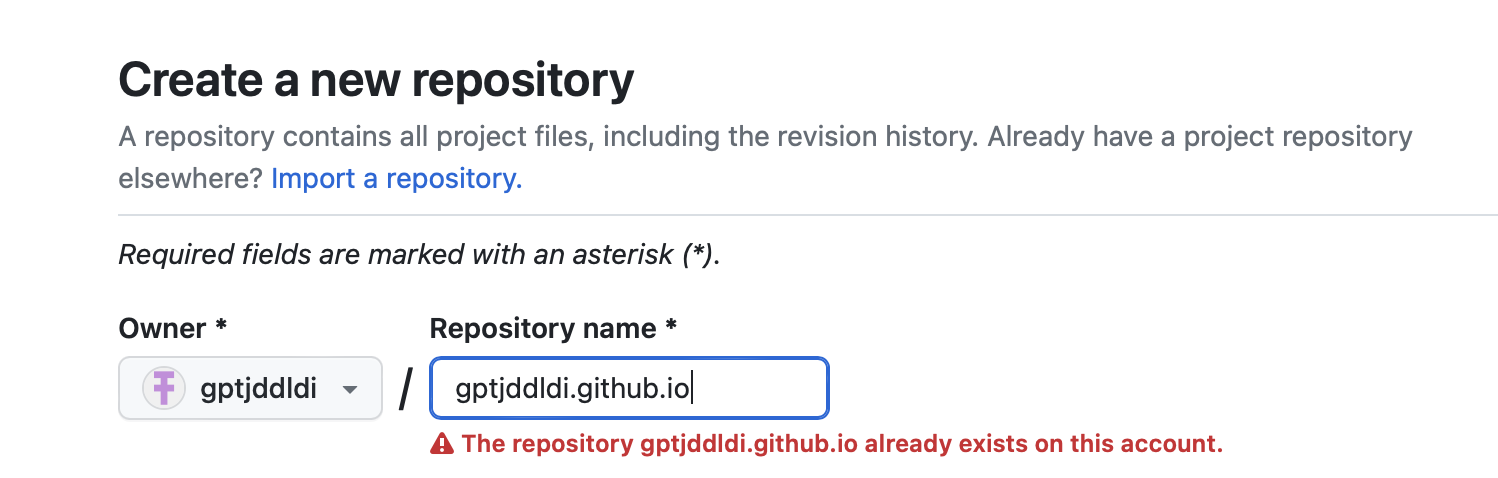 Create a new repository
A repository contains all project files, including the revision history. Already have a project repository
elsewhere? Import a repository.
Required fields are marked with an asterisk (*).
Owner *
Repository name *
gptjddldi / gptjddldi.github.io
The repository gptjddldi.github.io already exists on this account.